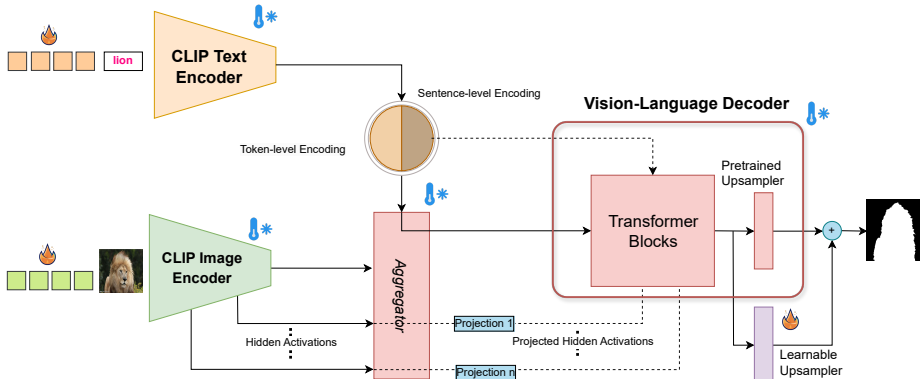 lion
CLIP Text
Encoder
Sentence-level Encoding
Token-level Encoding
Vision-Language Decoder
Pretrained
Upsampler
Transformer
Blocks
+
CLIP Image
Encoder
Aggregator
Hidden Activations
Projection 1
Projected Hidden Activations
Projection n
Learnable
Upsampler